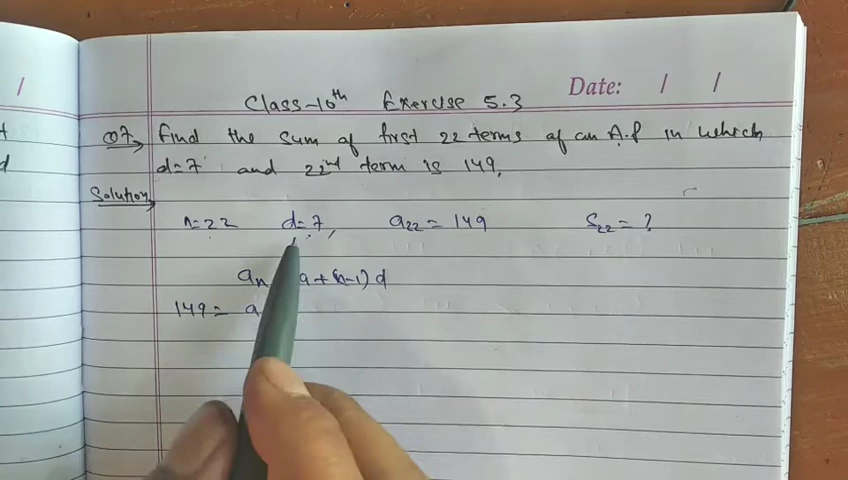 Date: / /
Class-10th Exercise 5.3
Q7 Find the sum of first 22 terms of an A.P in which
d=7 and 22nd term is 149.
Solution
n=22 d=7, a22 = 149 S22 = ?
an a+(n-1)d
149 = a